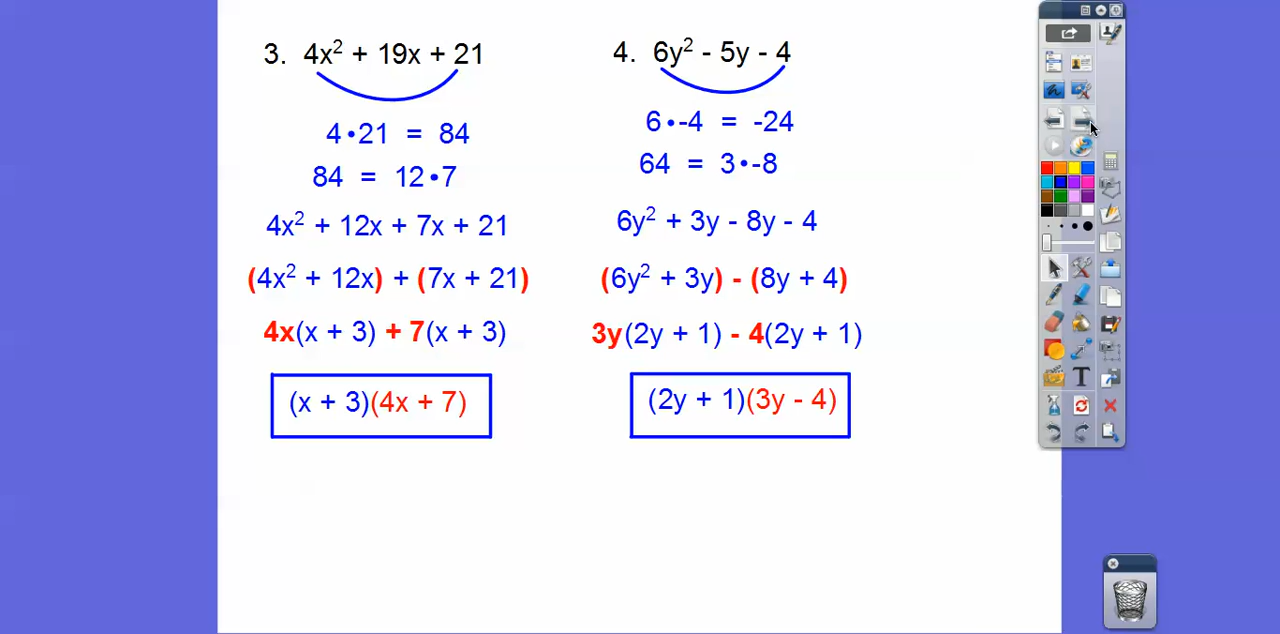 3. 4x² + 19x + 21
4•21 = 84
84 = 12•7
4x² + 12x + 7x + 21
(4x² + 12x) + (7x + 21)
4x(x + 3) + 7(x + 3)
(x + 3)(4x + 7)
4. 6y² - 5y - 4
6•-4 = -24
64 = 3•-8
6y² + 3y - 8y - 4
(6y² + 3y) - (8y + 4)
3y(2y + 1) - 4(2y + 1)
(2y + 1)(3y - 4)